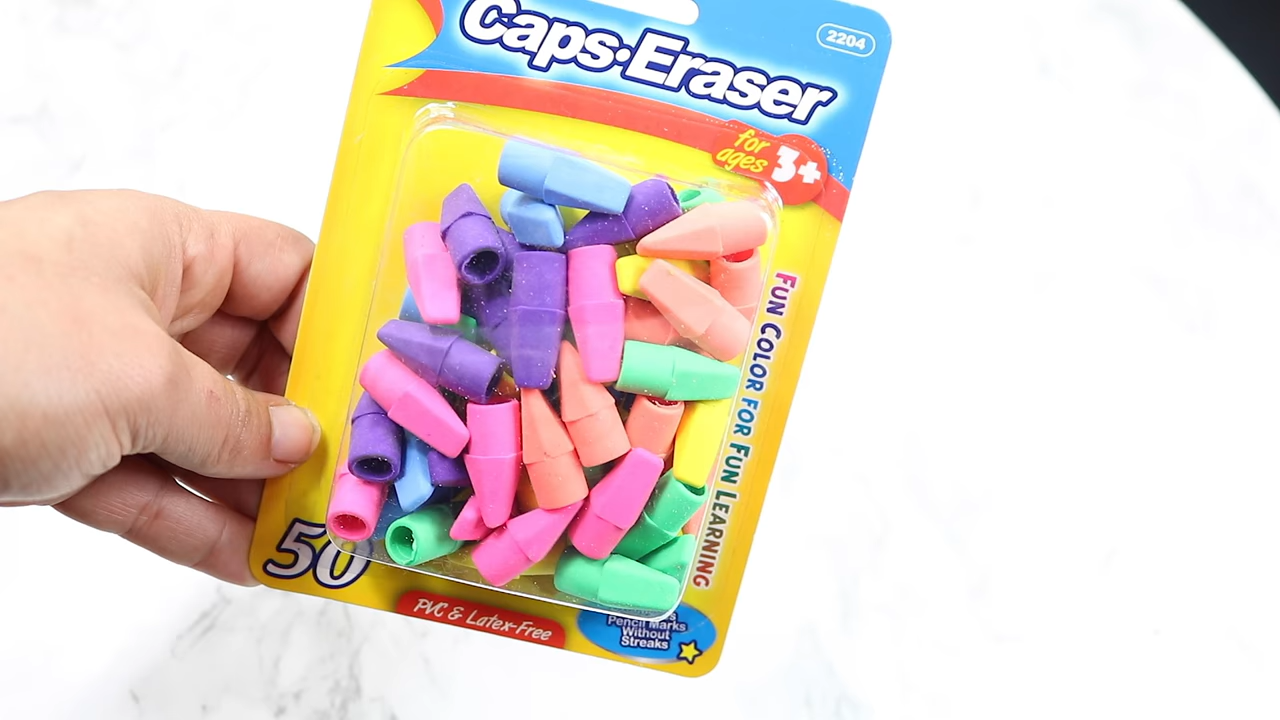 Caps·Eraser
2204
for
ages 3+
Fun Color For Fun Learning
50
PVC & Latex-Free
Pencil Marks
Without
Streaks